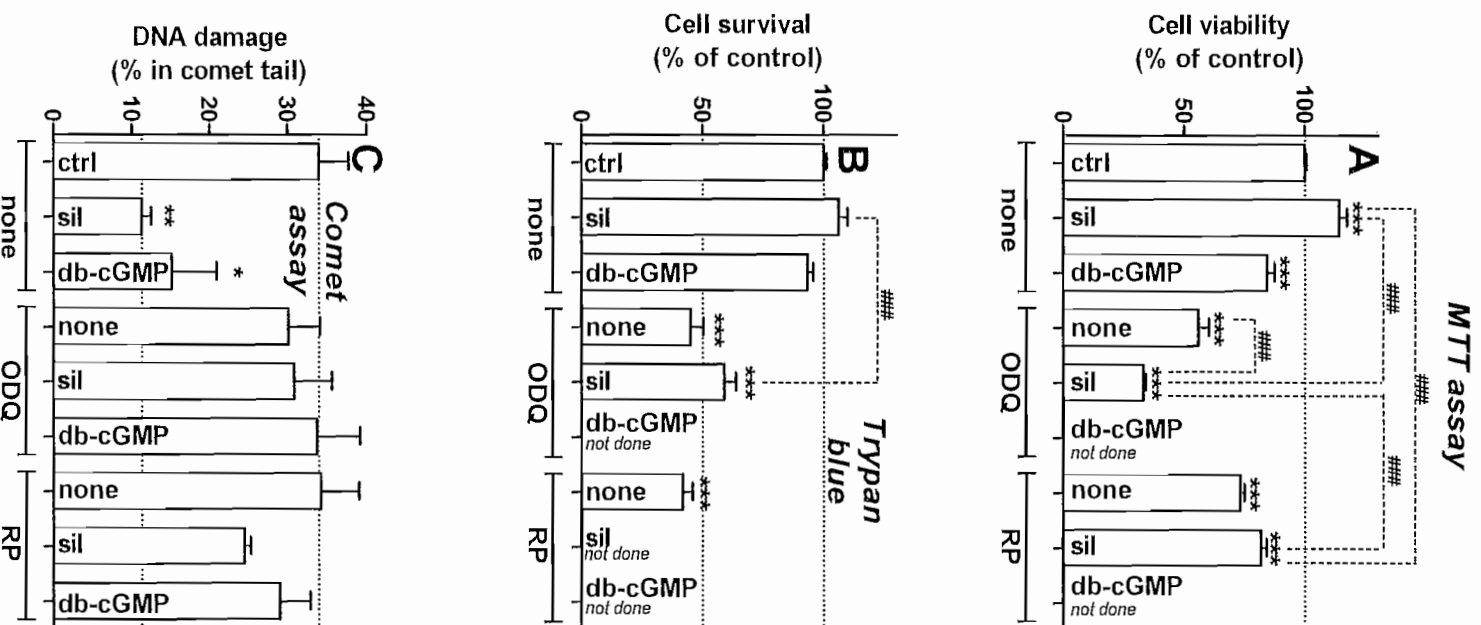 MTT assay
A
Cell viability
(% of control)
0
50
100
ctrl
sil
***
db-cGMP
***
none
***
sil
***
db-cGMP
not done
none
***
sil
***
db-cGMP
not done
###
###
###
###
none
ODQ
RP
B
Trypan
blue
Cell survival
(% of control)
0
50
100
ctrl
sil
db-cGMP
none
***
sil
***
db-cGMP
not done
none
***
sil
not done
db-cGMP
not done
###
none
ODQ
RP
C
Comet
assay
DNA damage
(% in comet tail)
0
10
20
30
40
ctrl
sil
**
db-cGMP
*
none
sil
db-cGMP
none
sil
db-cGMP
none
ODQ
RP